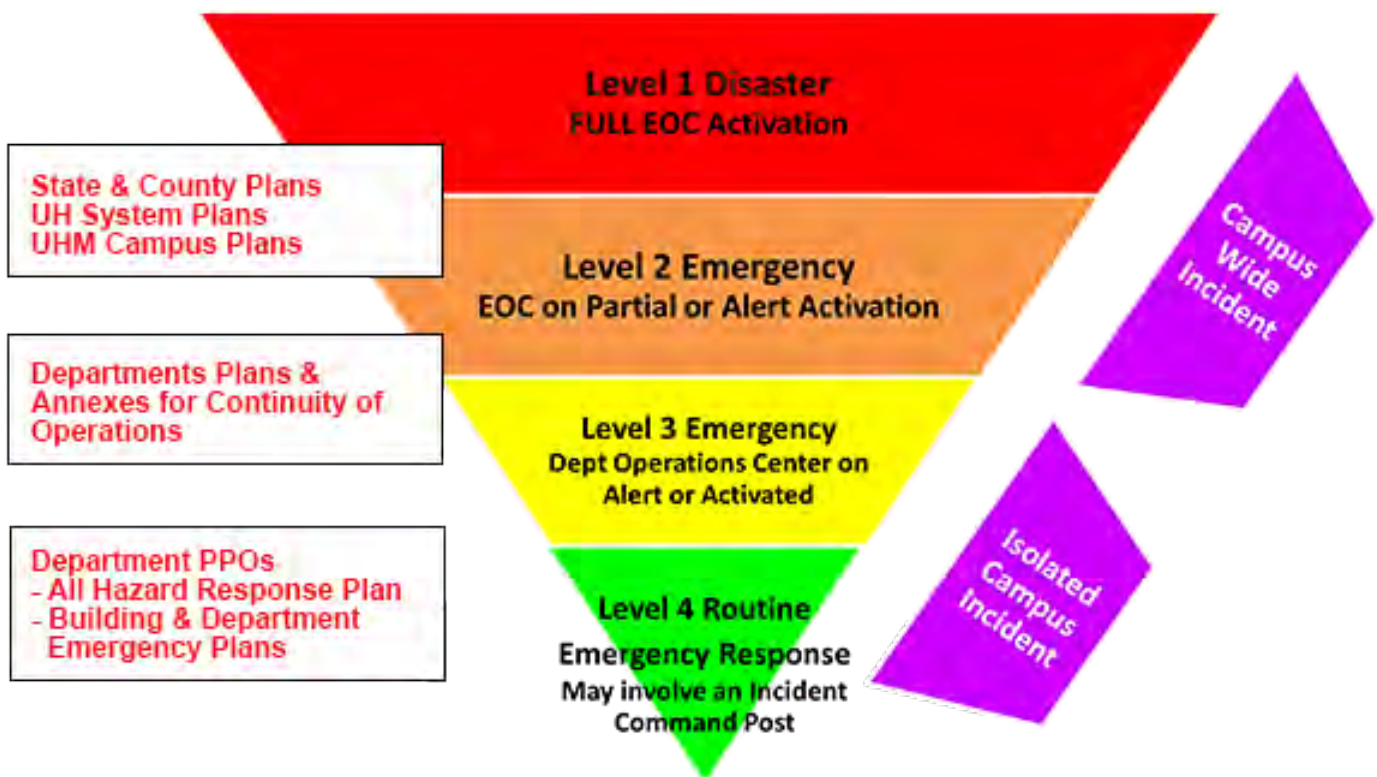 Level 1 Disaster
FULL EOC Activation
State & County Plans
UH System Plans
UHM Campus Plans
Level 2 Emergency
EOC on Partial or Alert Activation
Campus
Wide
Incident
Departments Plans &
Annexes for Continuity of
Operations
Level 3 Emergency
Dept Operations Center on
Alert or Activated
Department PPOs
- All Hazard Response Plan
- Building & Department
Emergency Plans
Level 4 Routine
Emergency Response
May involve an Incident
Command Post
Isolated
Campus
Incident